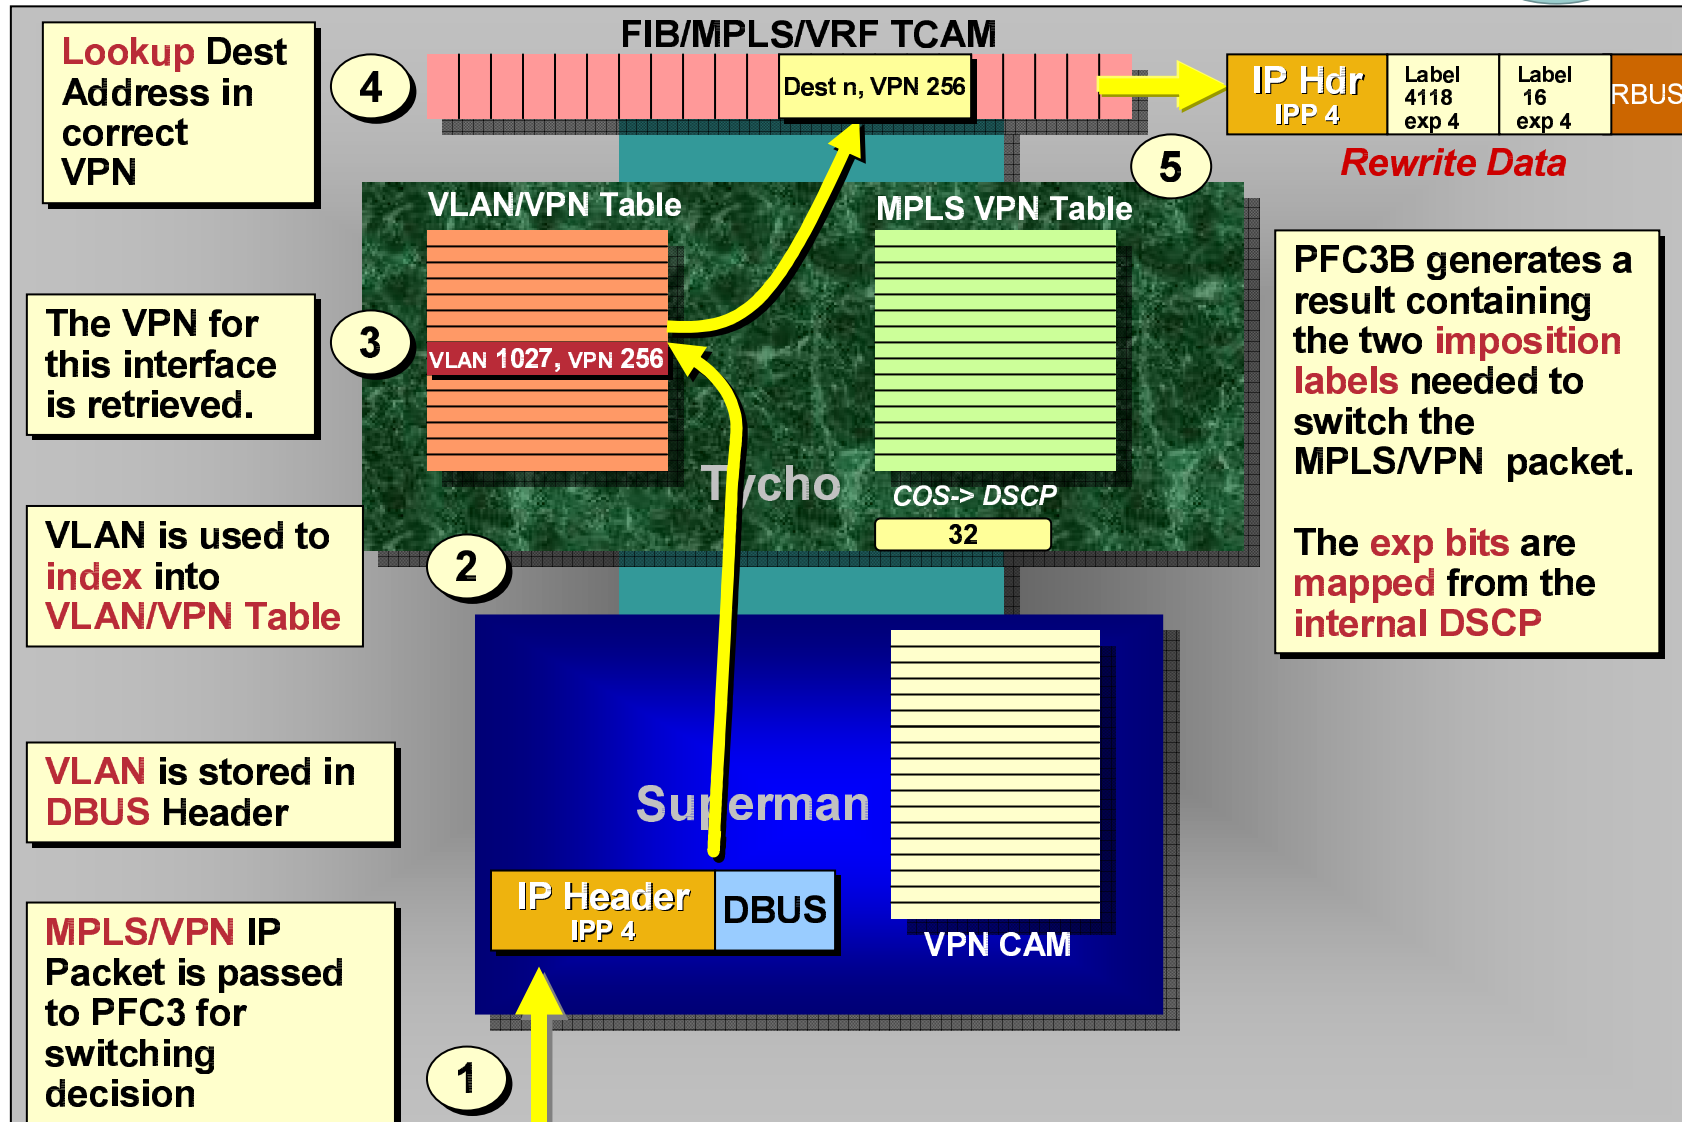 FIB/MPLS/VRF TCAM
Lookup Dest
Address in
correct
VPN
4
Dest n, VPN 256
IP Hdr
IPP 4
Label
4118
exp 4
Label
16
exp 4
RBUS
5
Rewrite Data
VLAN/VPN Table
MPLS VPN Table
The VPN for
this interface
is retrieved.
3
VLAN 1027, VPN 256
PFC3B generates a
result containing
the two imposition
labels needed to
switch the
MPLS/VPN packet.
The exp bits are
mapped from the
internal DSCP
Tycho
COS-> DSCP
32
VLAN is used to
index into
VLAN/VPN Table
2
VLAN is stored in
DBUS Header
Superman
IP Header
IPP 4
DBUS
VPN CAM
MPLS/VPN IP
Packet is passed
to PFC3 for
switching
decision
1